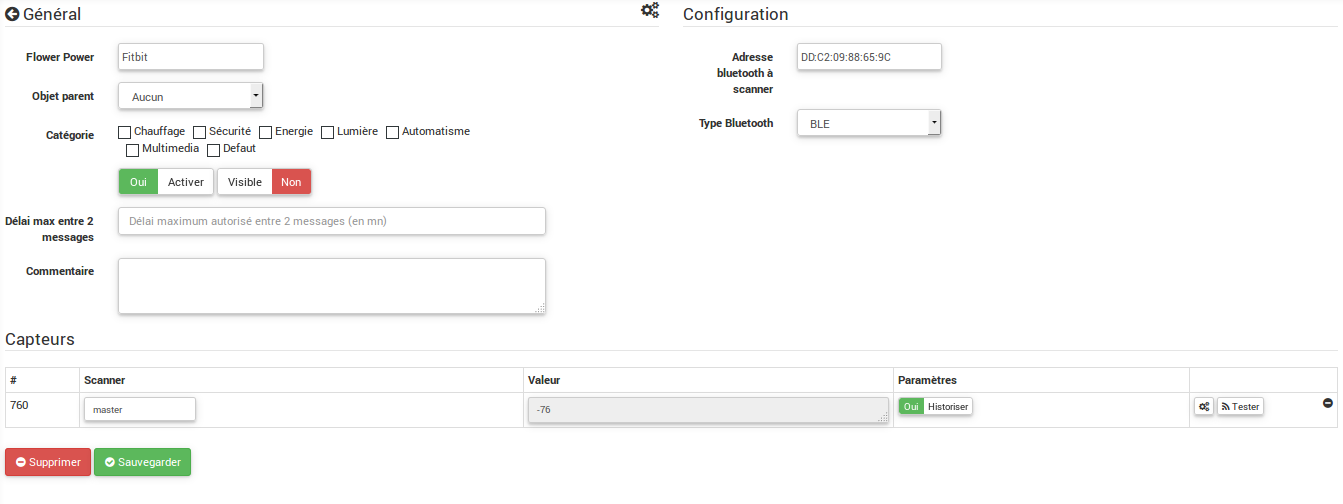 Général
Configuration
Flower Power Fitbit
Adresse bluetooth à scanner DD:C2:09:88:65:9C
Objet parent Aucun
Type Bluetooth BLE
Catégorie Chauffage Sécurité Energie Lumière Automatisme
Multimedia Defaut
Oui Activer Visible Non
Délai max entre 2 messages Délai maximum autorisé entre 2 messages (en mn)
Commentaire
Capteurs
# Scanner Valeur Paramètres
760 master -76 Oui Historiser Tester
Supprimer Sauvegarder